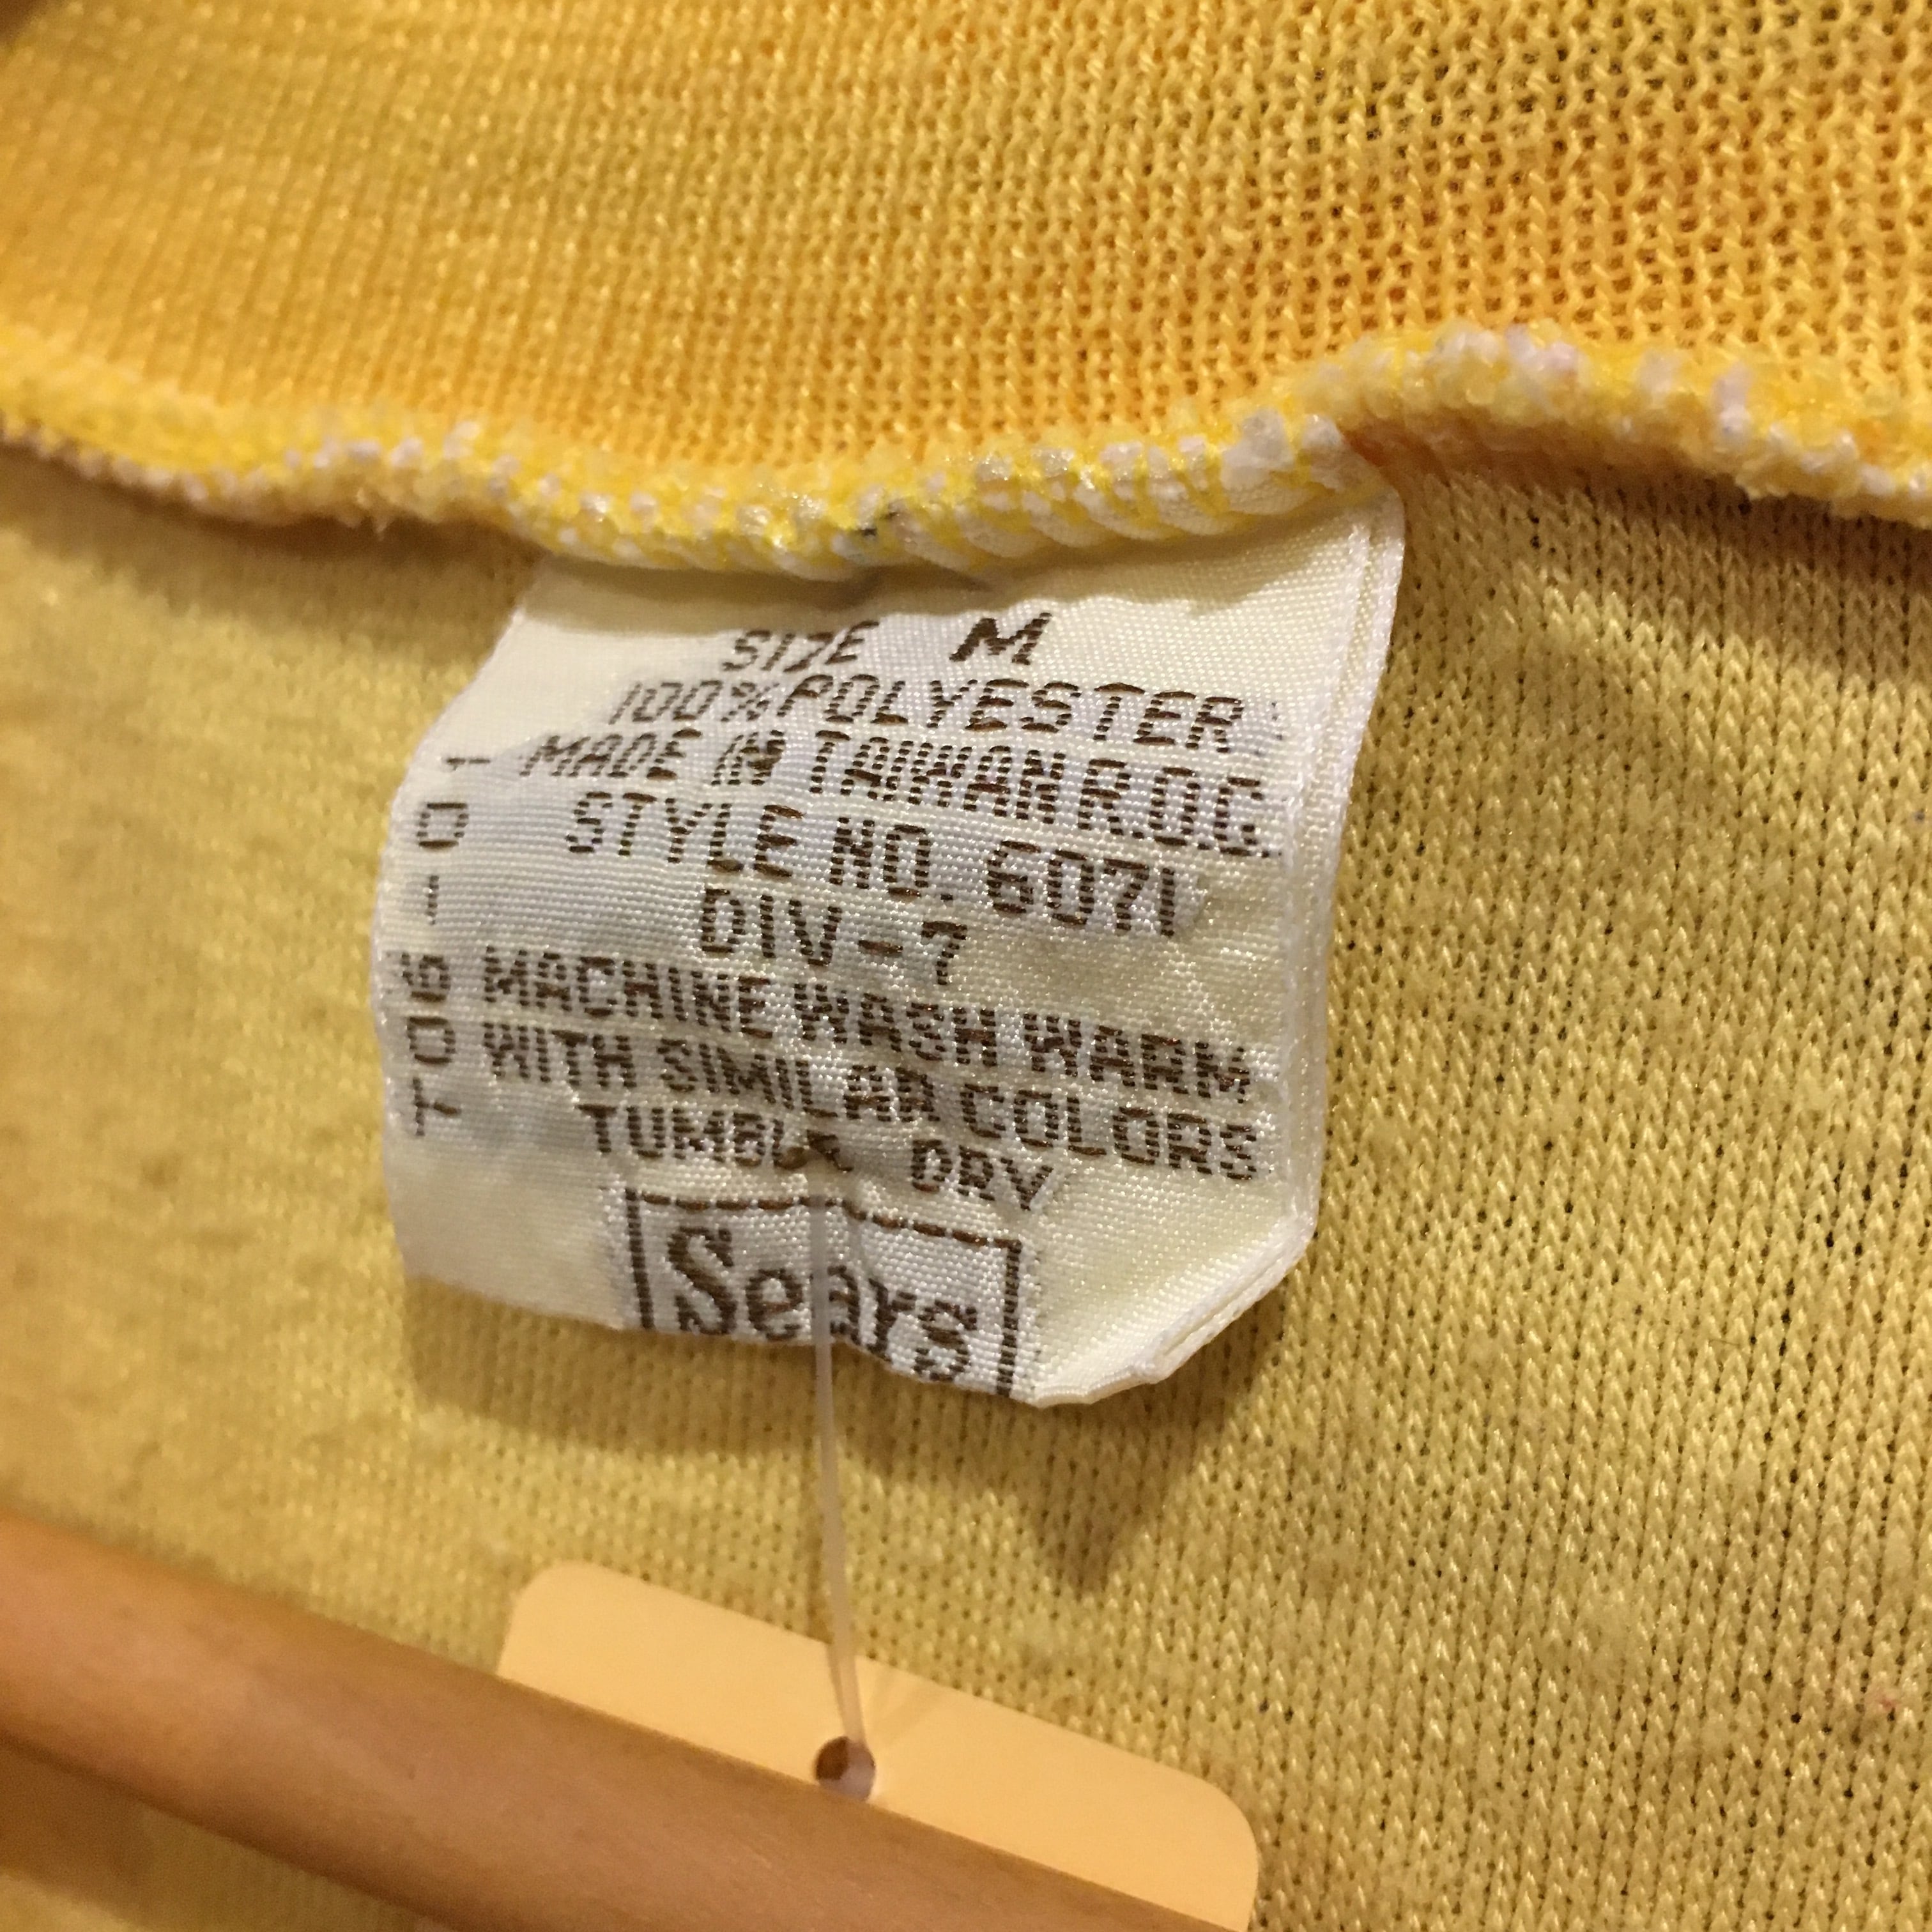 SIZE M
100% POLYESTER
MADE IN TAIWAN R.O.C.
STYLE NO. 6071
DIV-7
MACHINE WASH WARM
WITH SIMILAR COLORS
TUMBLE DRY
Sears